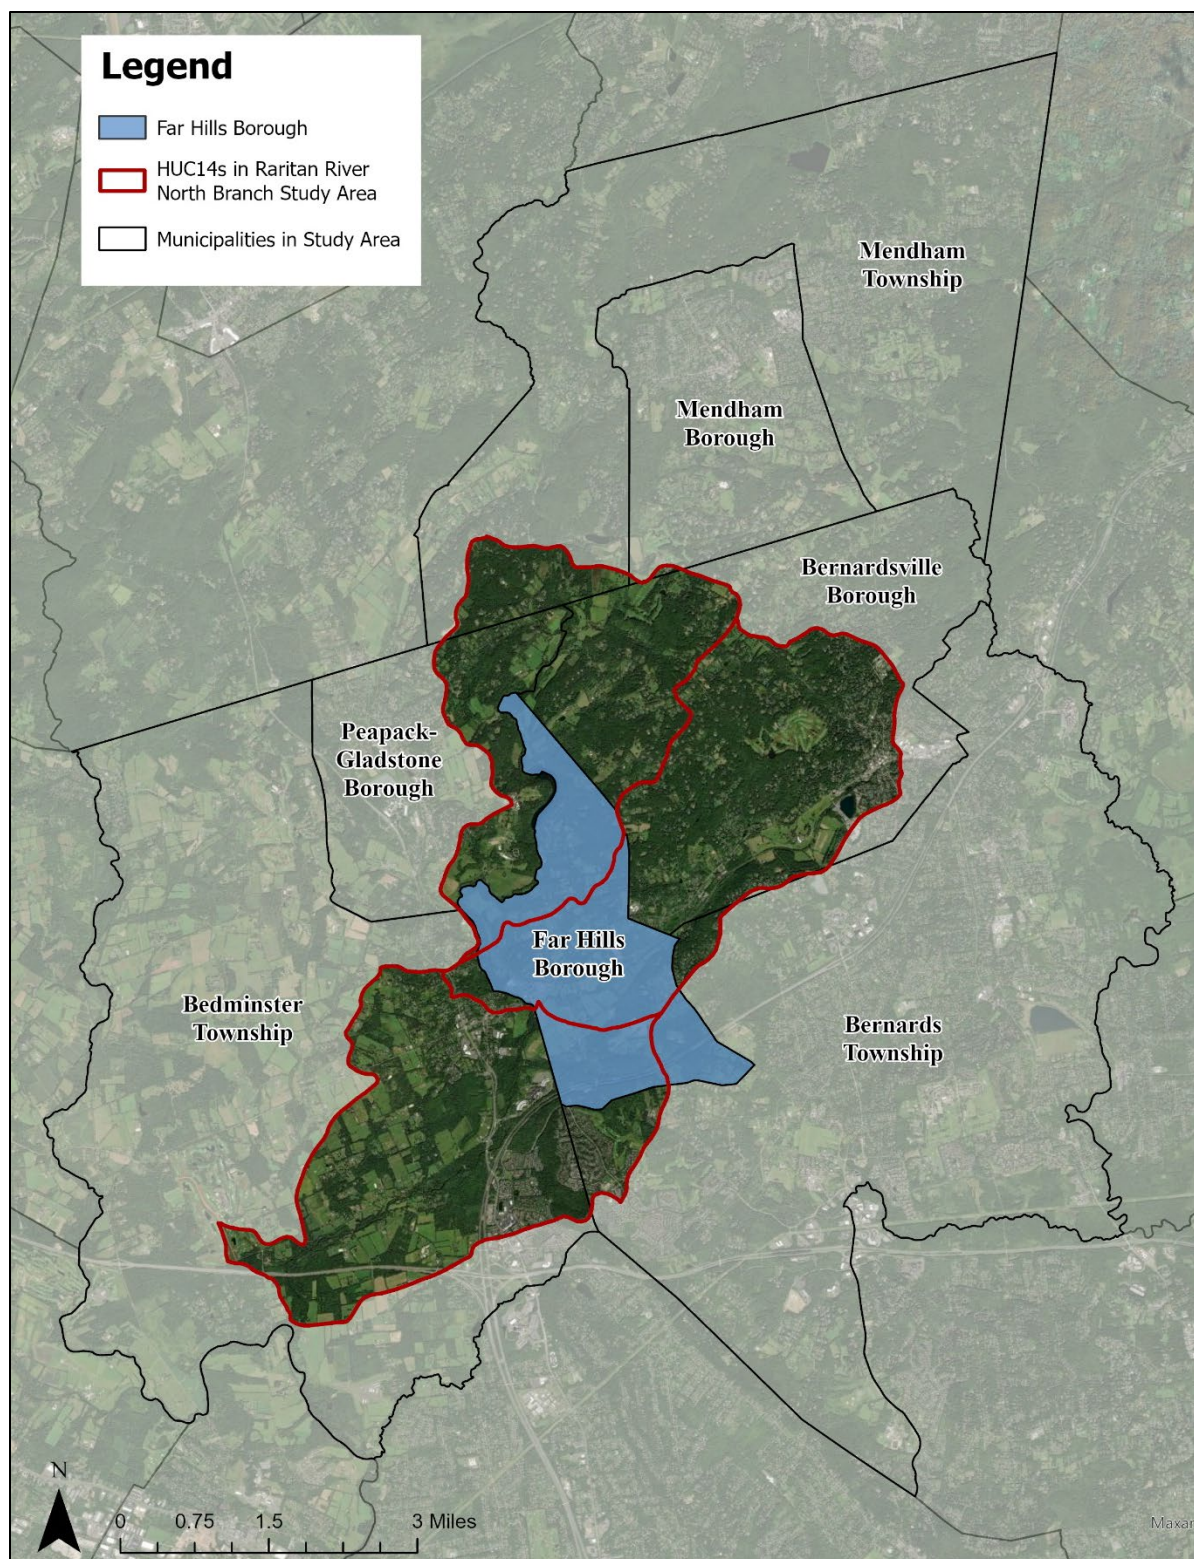 Legend
Far Hills Borough
HUC14s in Raritan River
North Branch Study Area
Municipalities in Study Area
Mendham
Township
Mendham
Borough
Bernardsville
Borough
Peapack-
Gladstone
Borough
Far Hills
Borough
Bedminster
Township
Bernards
Township
N
0 0.75 1.5 3 Miles
Maxar